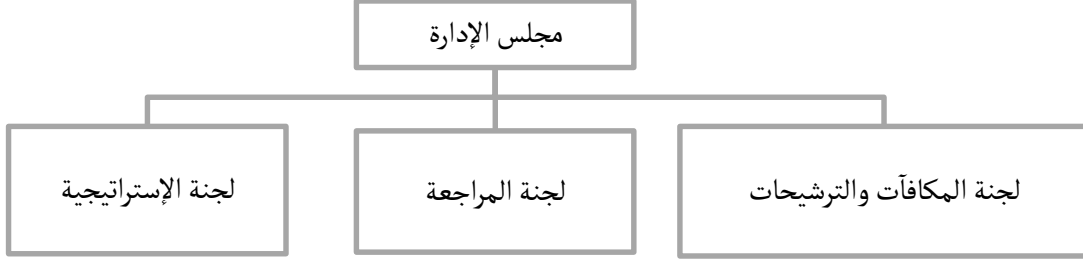 مجلس الإدارة
لجنة المكافآت والترشيحات
لجنة المراجعة
لجنة الإستراتيجية